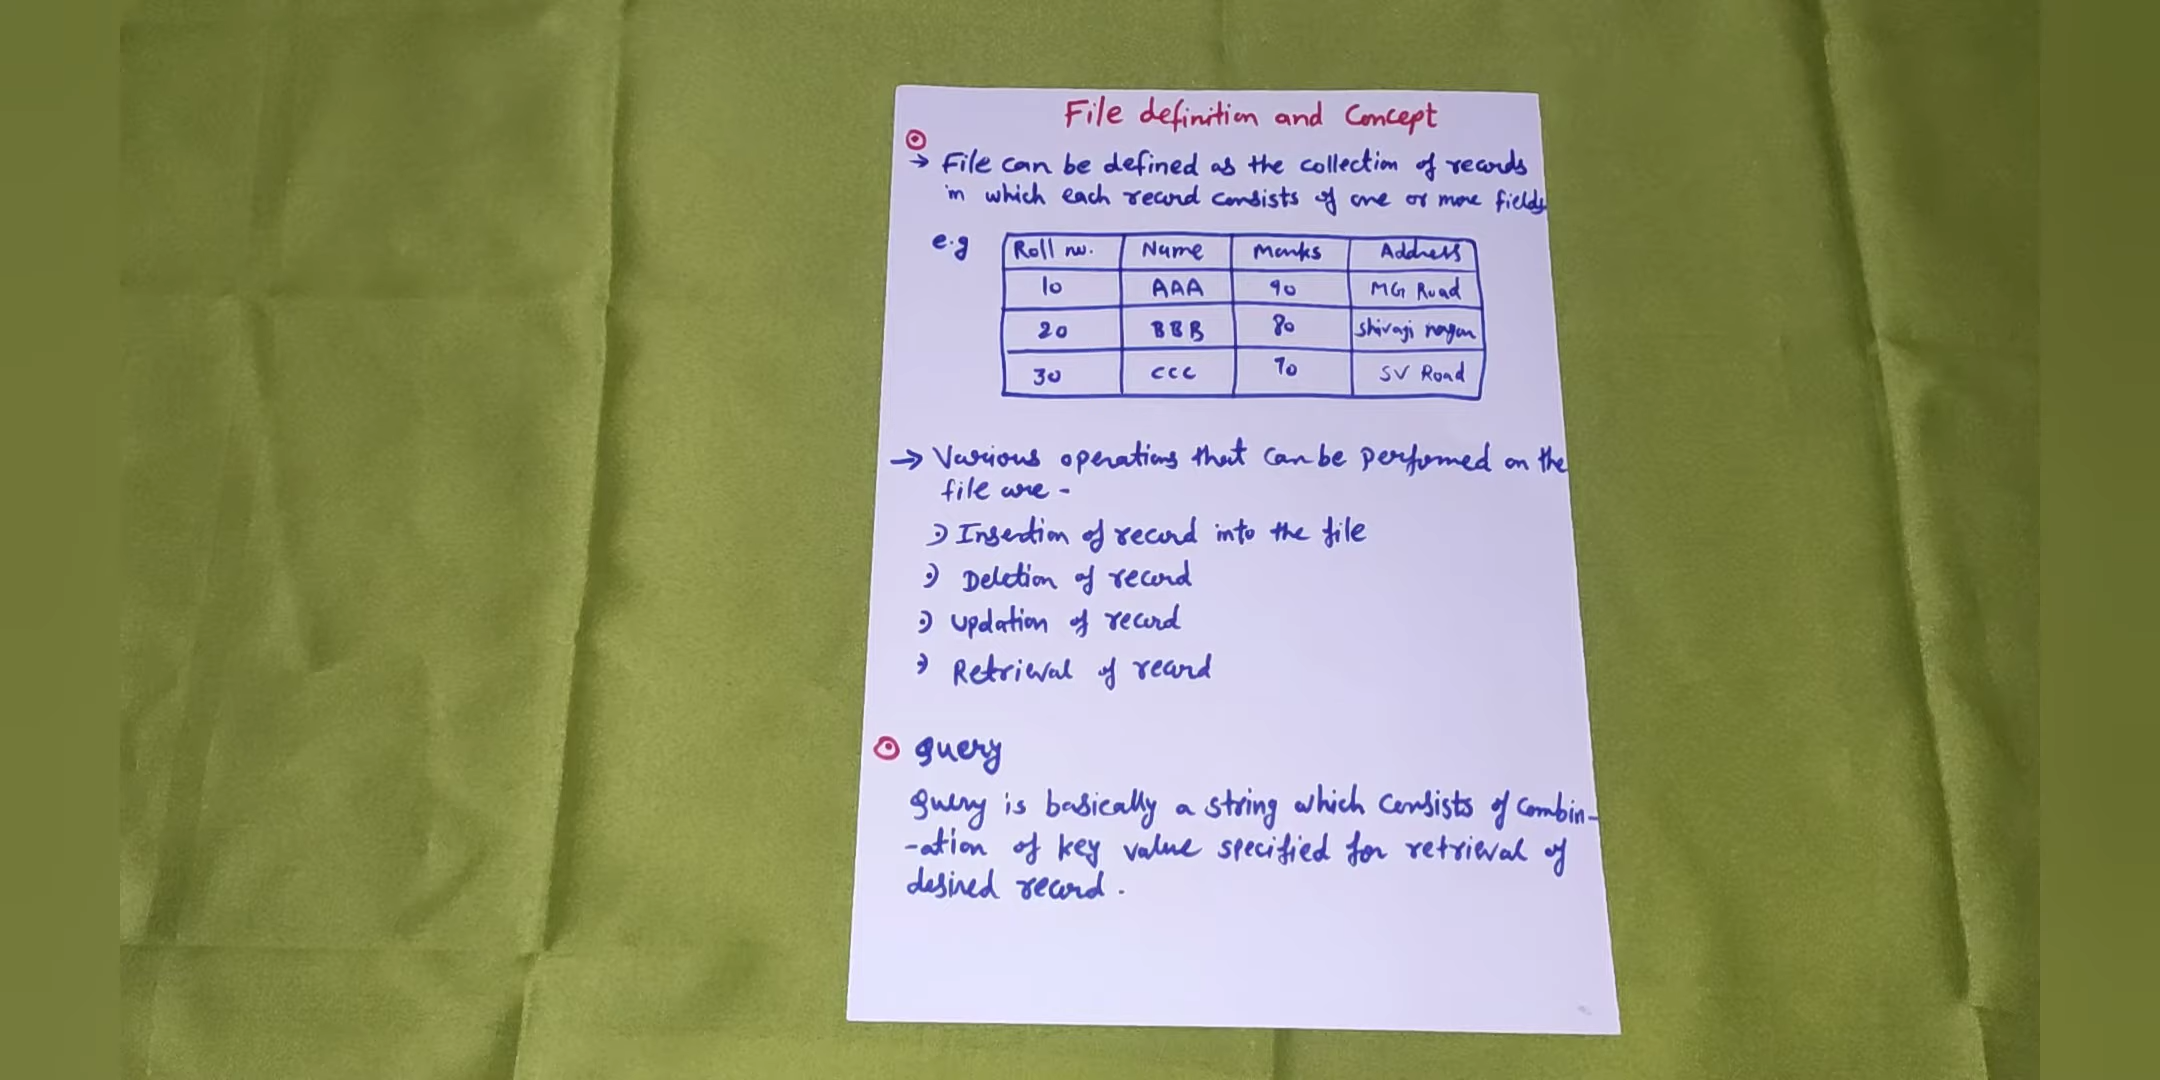 File definition and Concept
→ File can be defined as the collection of records
in which each record consists of one or more fields
e.g
Roll no. Name Marks Address
10 AAA 90 MG Road
20 BBB 80 Shivaji nagar
30 CCC 70 SV Road
→ Various operations that can be performed on the
file are -
Insertion of record into the file
Deletion of record
Updation of record
Retrieval of record
Query
Query is basically a string which consists of combin-
-ation of key value specified for retrieval of
desired record.